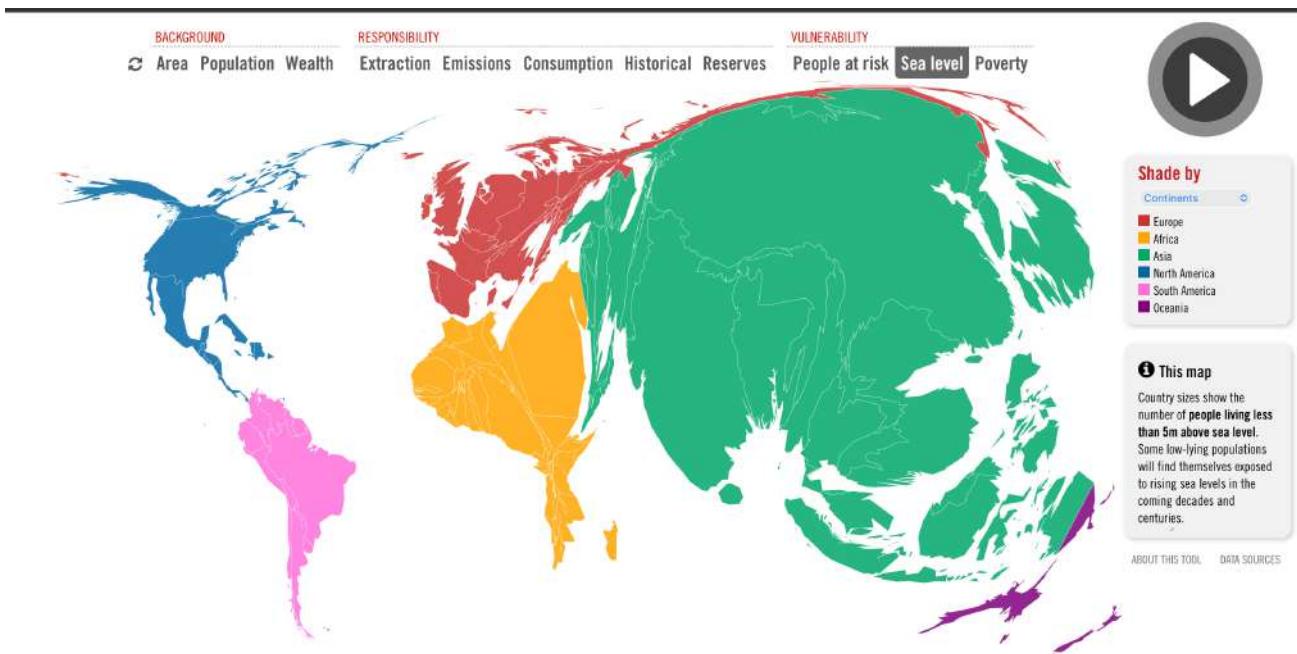 BACKGROUND
RESPONSIBILITY
VULNERABILITY
Area Population Wealth
Extraction Emissions Consumption Historical Reserves
People at risk Sea level Poverty
Shade by
Continents
Europe
Africa
Asia
North America
South America
Oceania
This map
Country sizes show the
number of people living less
than 5m above sea level.
Some low-lying populations
will find themselves exposed
to rising sea levels in the
coming decades and
centuries.
ABOUT THIS TOOL DATA SOURCES